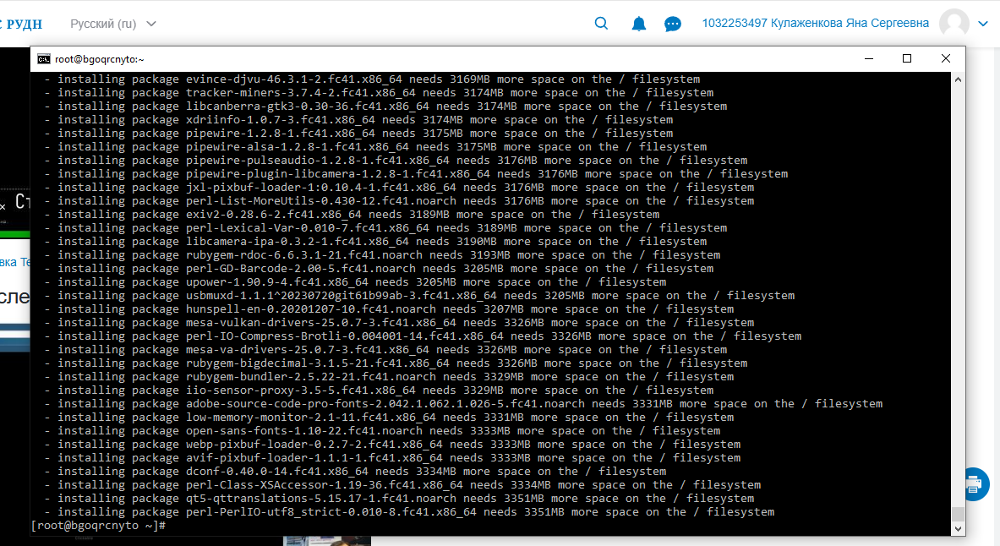 РУДН
Русский (ru)
1032253497 Кулаженкова Яна Сергеевна
root@bgoqrcnyto:~
- installing package evince-djvu-46.3.1-2.fc41.x86_64 needs 3169MB more space on the / filesystem
- installing package tracker-miners-3.7.4-2.fc41.x86_64 needs 3174MB more space on the / filesystem
- installing package libcanberra-gtk3-0.30-36.fc41.x86_64 needs 3174MB more space on the / filesystem
- installing package xdriinfo-1.0.7-3.fc41.x86_64 needs 3174MB more space on the / filesystem
- installing package pipewire-1.2.8-1.fc41.x86_64 needs 3175MB more space on the / filesystem
- installing package pipewire-alsa-1.2.8-1.fc41.x86_64 needs 3175MB more space on the / filesystem
- installing package pipewire-pulseaudio-1.2.8-1.fc41.x86_64 needs 3176MB more space on the / filesystem
- installing package pipewire-plugin-libcamera-1.2.8-1.fc41.x86_64 needs 3176MB more space on the / filesystem
- installing package jxl-pixbuf-loader-1:0.10.4-1.fc41.x86_64 needs 3176MB more space on the / filesystem
- installing package perl-List-MoreUtils-0.430-12.fc41.noarch needs 3176MB more space on the / filesystem
- installing package exiv2-0.28.6-2.fc41.x86_64 needs 3189MB more space on the / filesystem
- installing package perl-Lexical-Var-0.010-7.fc41.x86_64 needs 3189MB more space on the / filesystem
- installing package libcamera-ipa-0.3.2-1.fc41.x86_64 needs 3190MB more space on the / filesystem
- installing package rubygem-rdoc-6.6.3.1-21.fc41.noarch needs 3193MB more space on the / filesystem
- installing package perl-GD-Barcode-2.00-5.fc41.noarch needs 3205MB more space on the / filesystem
- installing package upower-1.90.9-4.fc41.x86_64 needs 3205MB more space on the / filesystem
- installing package usbmuxd-1.1.1^20230720git61b99ab-3.fc41.x86_64 needs 3205MB more space on the / filesystem
- installing package hunspell-en-0.20201207-10.fc41.noarch needs 3207MB more space on the / filesystem
- installing package mesa-vulkan-drivers-25.0.7-3.fc41.x86_64 needs 3326MB more space on the / filesystem
- installing package perl-IO-Compress-Brotli-0.004001-14.fc41.x86_64 needs 3326MB more space on the / filesystem
- installing package mesa-va-drivers-25.0.7-3.fc41.x86_64 needs 3326MB more space on the / filesystem
- installing package rubygem-bigdecimal-3.1.5-21.fc41.x86_64 needs 3326MB more space on the / filesystem
- installing package rubygem-bundler-2.5.22-21.fc41.noarch needs 3329MB more space on the / filesystem
- installing package iio-sensor-proxy-3.5-5.fc41.x86_64 needs 3329MB more space on the / filesystem
- installing package adobe-source-code-pro-fonts-2.042.1.062.1.026-5.fc41.noarch needs 3331MB more space on the / filesystem
- installing package low-memory-monitor-2.1-11.fc41.x86_64 needs 3331MB more space on the / filesystem
- installing package open-sans-fonts-1.10-22.fc41.noarch needs 3333MB more space on the / filesystem
- installing package webp-pixbuf-loader-0.2.7-2.fc41.x86_64 needs 3333MB more space on the / filesystem
- installing package avif-pixbuf-loader-1.1.1-1.fc41.x86_64 needs 3333MB more space on the / filesystem
- installing package dconf-0.40.0-14.fc41.x86_64 needs 3334MB more space on the / filesystem
- installing package perl-Class-XSAccessor-1.19-36.fc41.x86_64 needs 3334MB more space on the / filesystem
- installing package qt5-qttranslations-5.15.17-1.fc41.noarch needs 3351MB more space on the / filesystem
- installing package perl-PerlIO-utf8_strict-0.010-8.fc41.x86_64 needs 3351MB more space on the / filesystem
[root@bgoqrcnyto ~]#